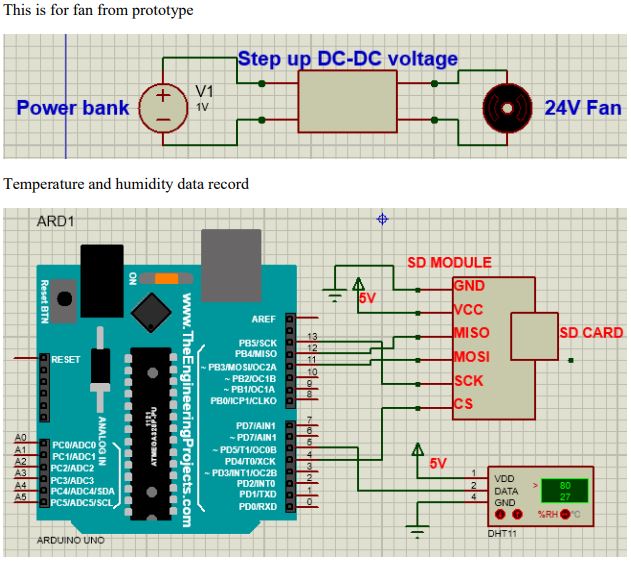 This is for fan from prototype
Step up DC-DC voltage
Power bank
V1
1V
24V Fan
Temperature and humidity data record
ARD1
Reset BTN
ON
www.TheEngineeringProjects.com
ANALOG IN
ATMEGA328P-PU
1121
RESET
AREF
PB5/SCK 13
PB4/MISO 12
~ PB3/MOSI/OC2A 11
~ PB2/OC1B 10
~ PB1/OC1A 9
PB0/ICP1/CLKO 8
PD7/AIN1 7
~ PD7/AIN1 6
~ PD5/T1/OC0B 5
PD4/T0/XCK 4
~ PD3/INT1/OC2B 3
PD2/INT0 2
PD1/TXD 1
PD0/RXD 0
A0 PC0/ADC0
A1 PC1/ADC1
A2 PC2/ADC2
A3 PC3/ADC3
A4 PC4/ADC4/SDA
A5 PC5/ADC5/SCL
ARDUINO UNO
SD MODULE
5V
GND
VCC
MISO
MOSI
SCK
CS
SD CARD
5V
1 VDD
2 DATA
4 GND
> 80
27
%RH °C
DHT11